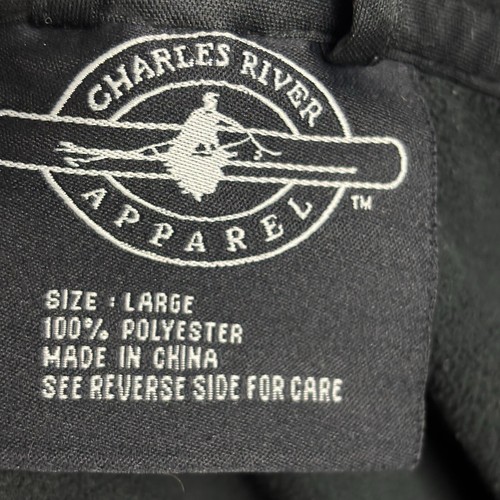 CHARLES RIVER
APPAREL
TM
SIZE : LARGE
100% POLYESTER
MADE IN CHINA
SEE REVERSE SIDE FOR CARE